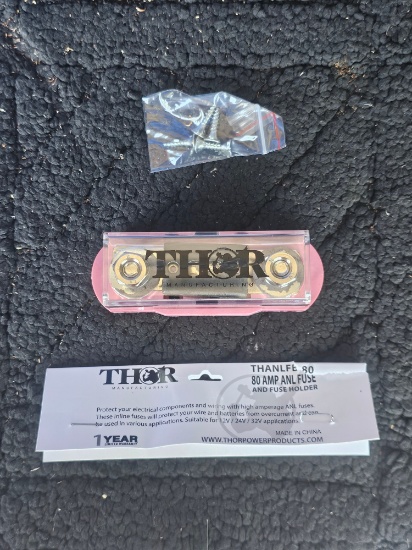 THOR
MANUFACTURING
THOR
MANUFACTURING
THANLFE 80
80 AMP ANL FUSE
AND FUSE HOLDER
Protect your electrical components and wiring with high amperage ANL fuses.
These inline fuses will protect your wire and batteries from overcurrent and can
be used in various applications. Suitable for 12V / 24V / 32V applications
MADE IN CHINA
1 YEAR
WWW.THORPOWERPRODUCTS.COM